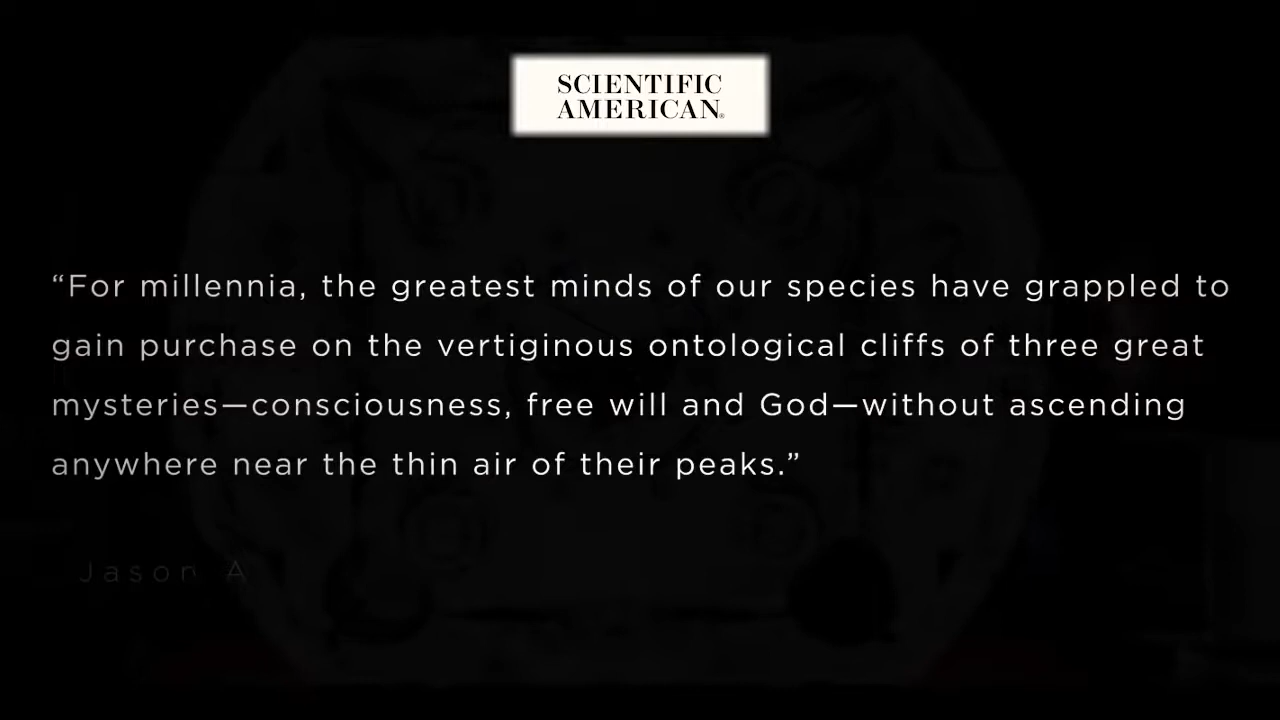 SCIENTIFIC
AMERICAN®
“For millennia, the greatest minds of our species have grappled to
gain purchase on the vertiginous ontological cliffs of three great
mysteries—consciousness, free will and God—without ascending
anywhere near the thin air of their peaks.”
Jason A